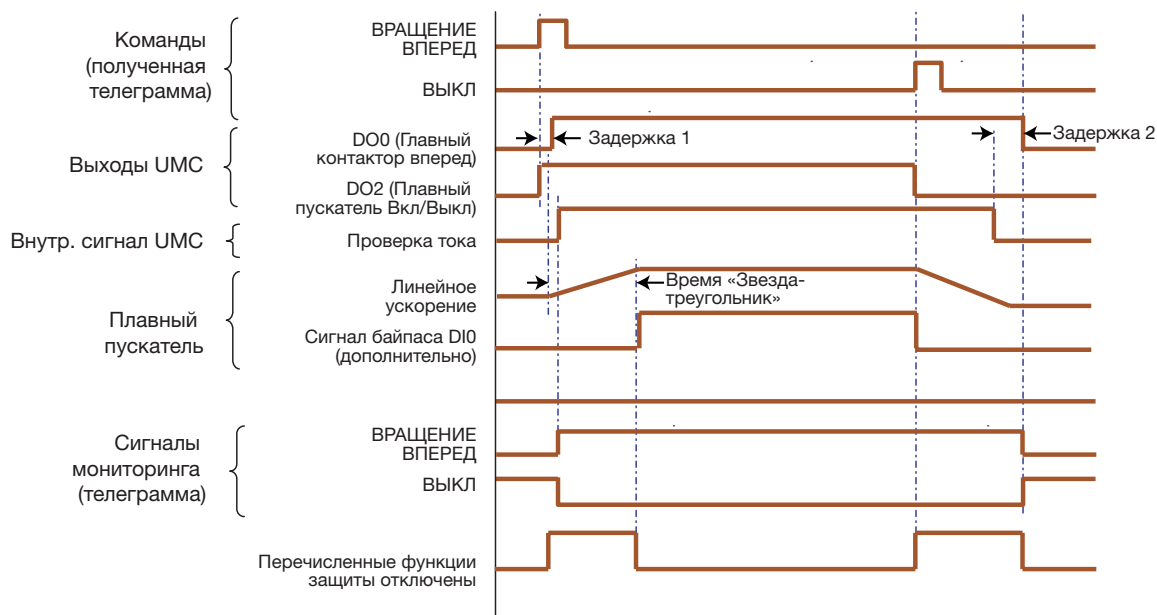 Команды
(полученная
телеграмма)
ВРАЩЕНИЕ
ВПЕРЕД
ВЫКЛ
Выходы UMC
DO0 (Главный
контактор вперед)
Задержка 1
Задержка 2
DO2 (Плавный
пускатель Вкл/Выкл)
Внутр. сигнал UMC
Проверка тока
Плавный
пускатель
Линейное
ускорение
Время «Звезда-
треугольник»
Сигнал байпаса DI0
(дополнительно)
Сигналы
мониторинга
(телеграмма)
ВРАЩЕНИЕ
ВПЕРЕД
ВЫКЛ
Перечисленные функции
защиты отключены